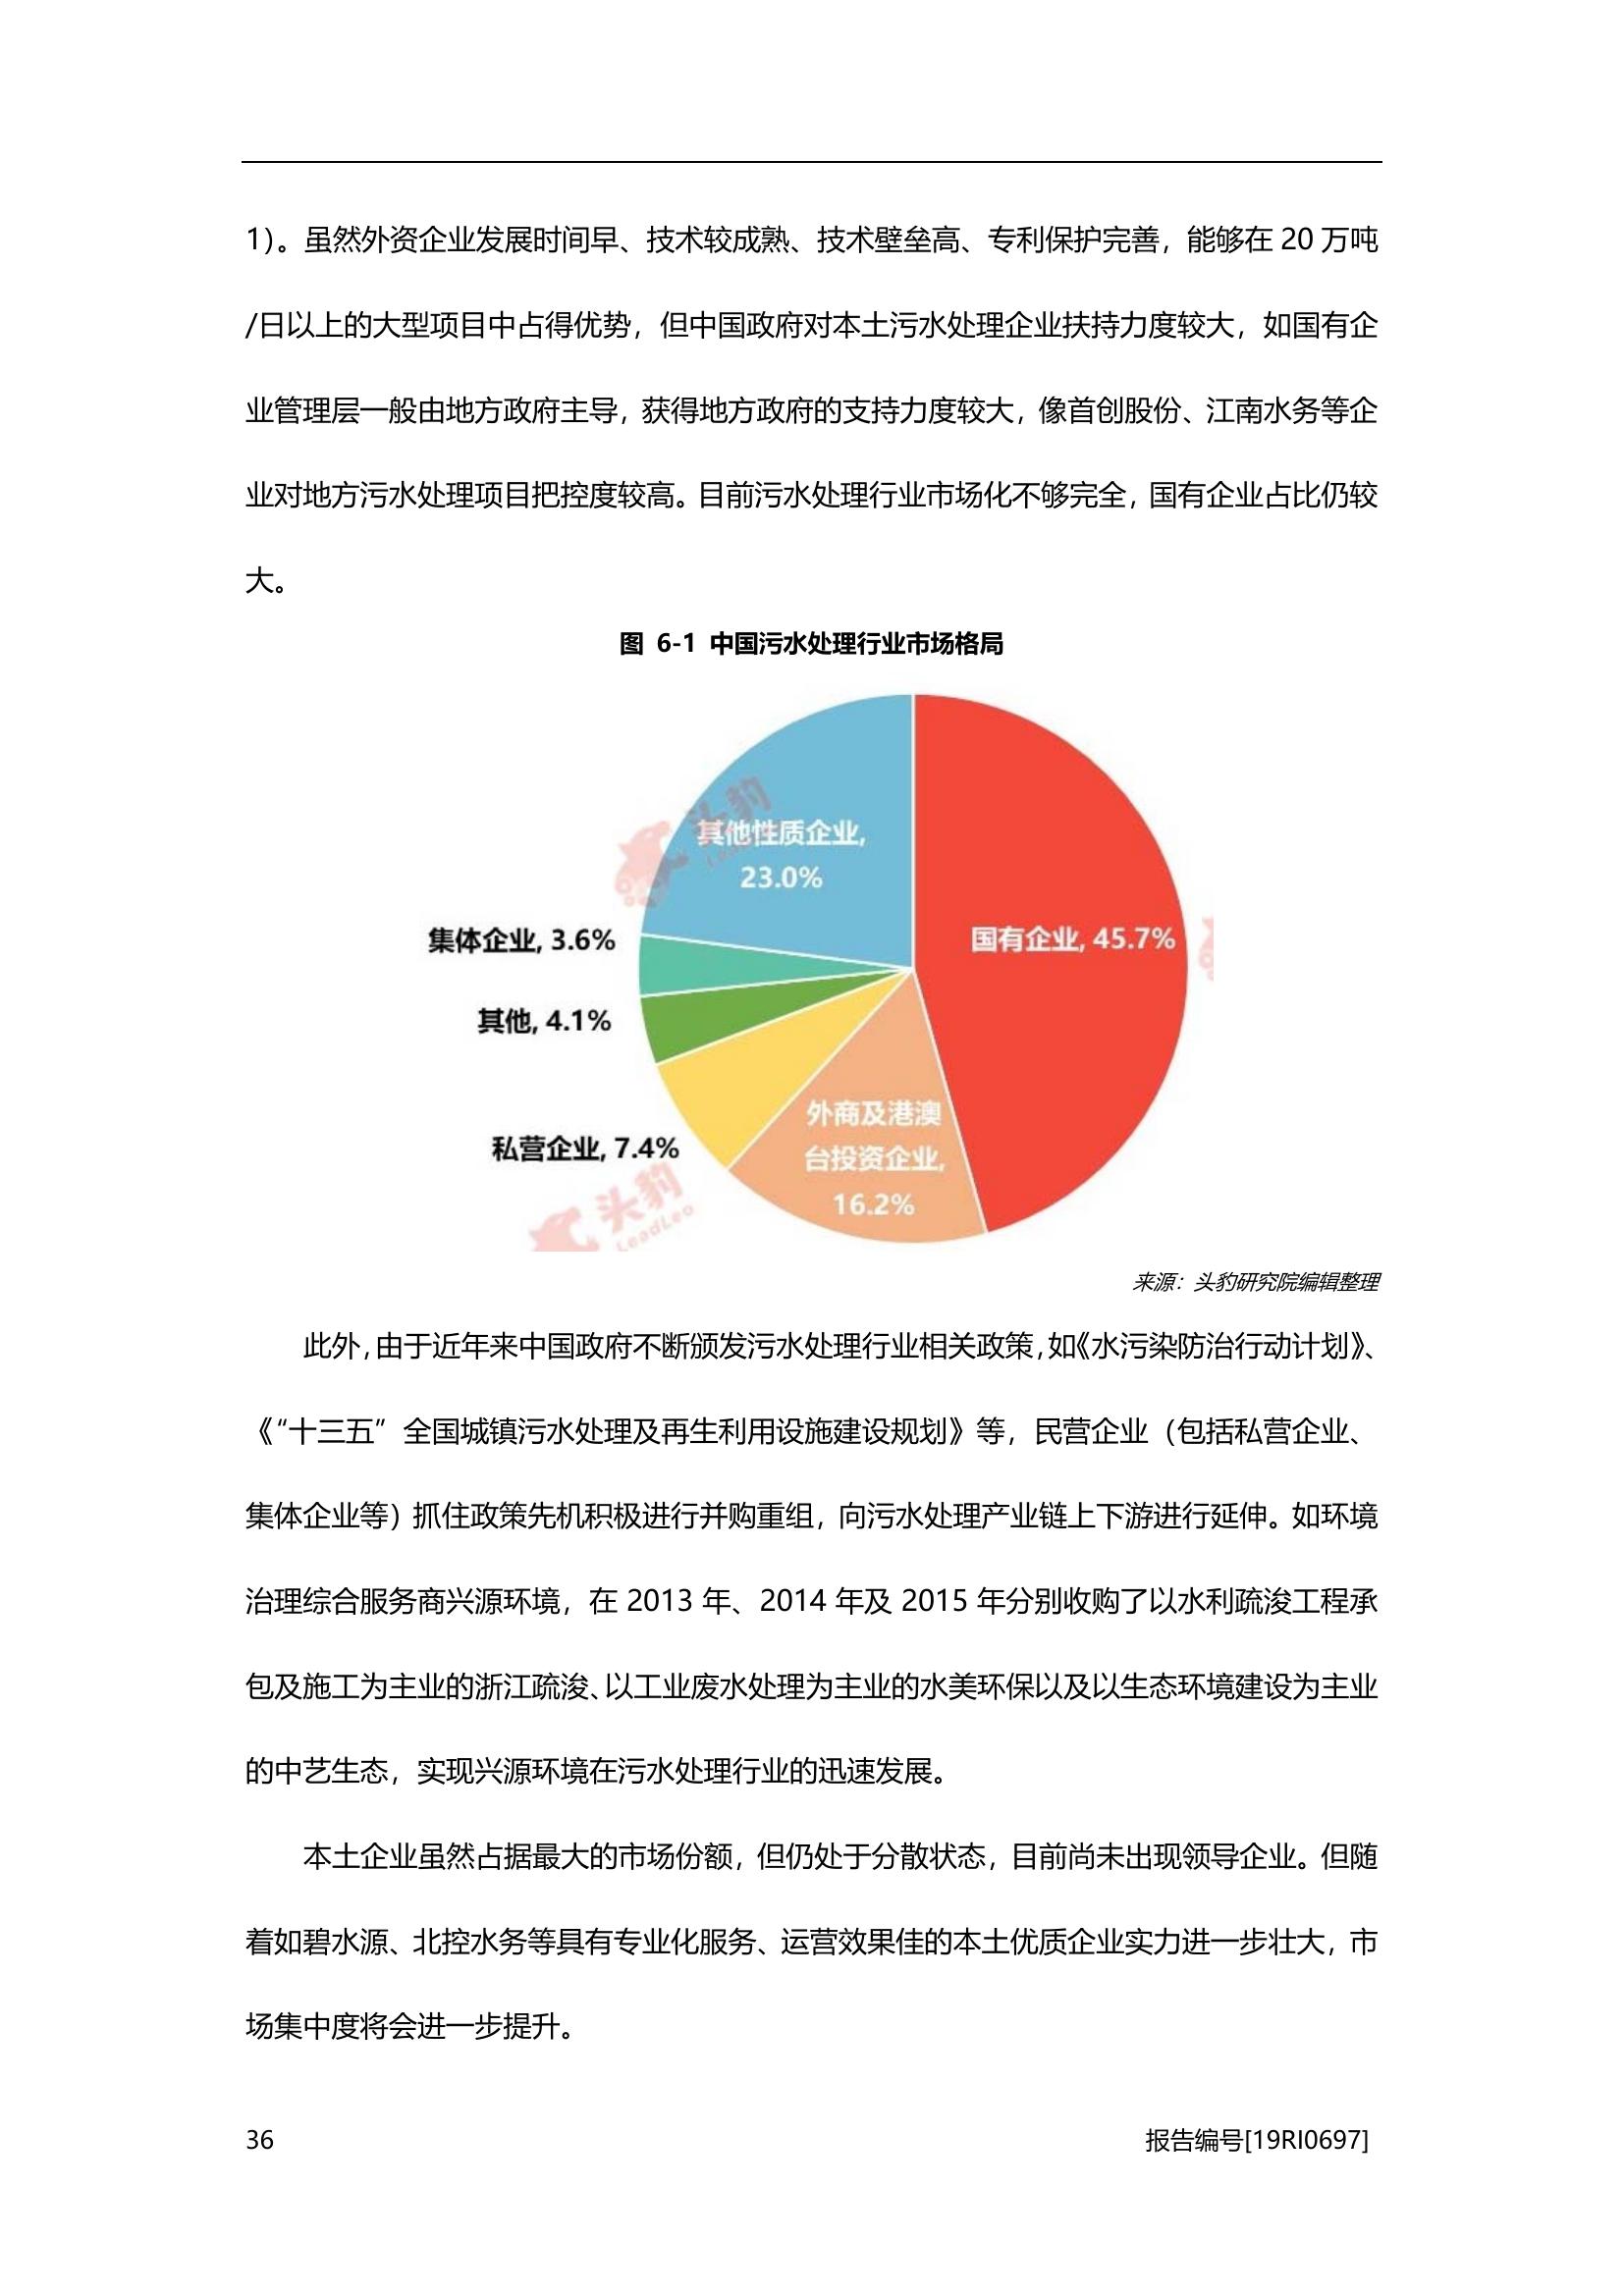 1）。虽然外资企业发展时间早、技术较成熟、技术壁垒高、专利保护完善，能够在 20 万吨
/日以上的大型项目中占得优势，但中国政府对本土污水处理企业扶持力度较大，如国有企
业管理层一般由地方政府主导，获得地方政府的支持力度较大，像首创股份、江南水务等企
业对地方污水处理项目把控度较高。目前污水处理行业市场化不够完全，国有企业占比仍较
大。
图 6-1 中国污水处理行业市场格局
头豹
LeadLeo
其他性质企业,
23.0%
集体企业, 3.6%
国有企业, 45.7%
其他, 4.1%
外商及港澳
台投资企业,
16.2%
私营企业, 7.4%
头豹
LeadLeo
来源：头豹研究院编辑整理
此外，由于近年来中国政府不断颁发污水处理行业相关政策，如《水污染防治行动计划》、
《“十三五”全国城镇污水处理及再生利用设施建设规划》等，民营企业（包括私营企业、
集体企业等）抓住政策先机积极进行并购重组，向污水处理产业链上下游进行延伸。如环境
治理综合服务商兴源环境，在 2013 年、2014 年及 2015 年分别收购了以水利疏浚工程承
包及施工为主业的浙江疏浚、以工业废水处理为主业的水美环保以及以生态环境建设为主业
的中艺生态，实现兴源环境在污水处理行业的迅速发展。
本土企业虽然占据最大的市场份额，但仍处于分散状态，目前尚未出现领导企业。但随
着如碧水源、北控水务等具有专业化服务、运营效果佳的本土优质企业实力进一步壮大，市
场集中度将会进一步提升。
36
报告编号[19RI0697]